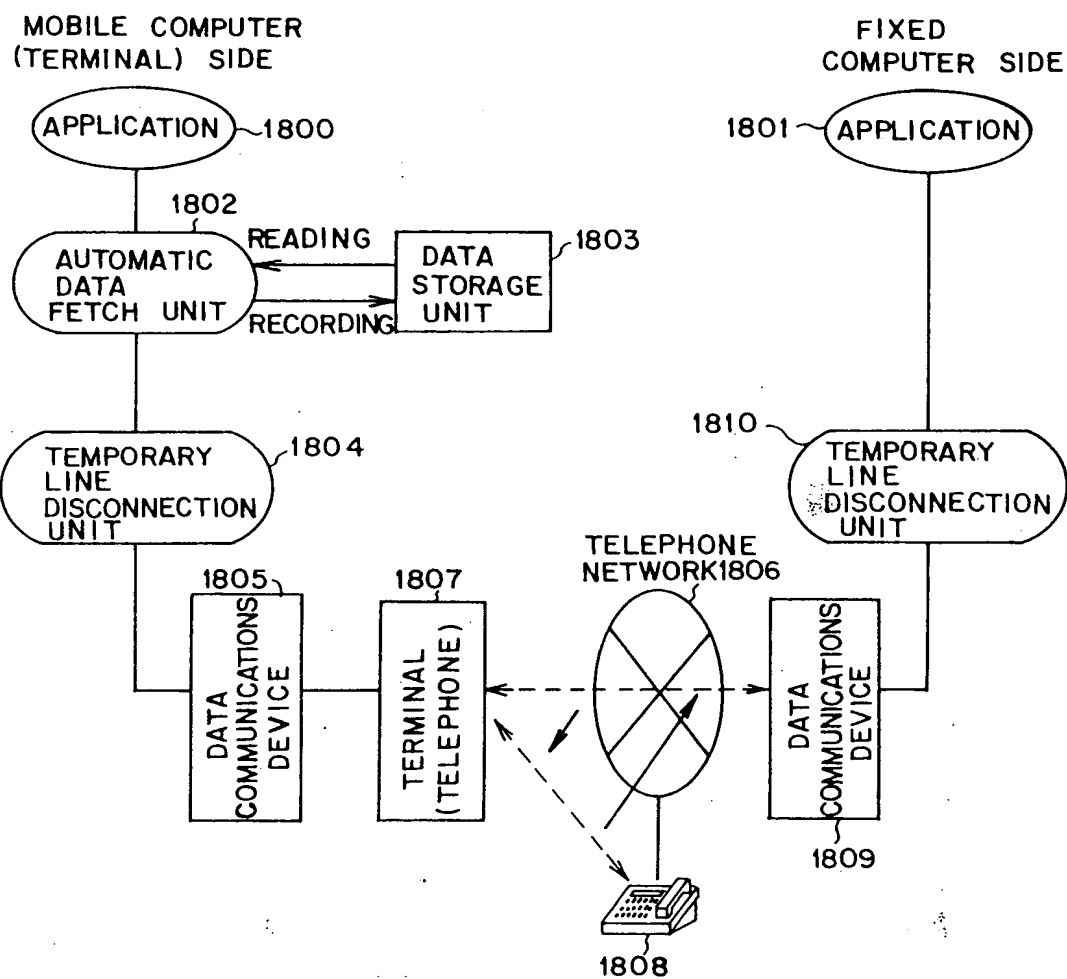 MOBILE COMPUTER
(TERMINAL) SIDE
FIXED
COMPUTER SIDE
APPLICATION
1800
1801
APPLICATION
1802
AUTOMATIC
DATA
FETCH UNIT
READING
RECORDING
DATA
STORAGE
UNIT
1803
TEMPORARY
LINE
DISCONNECTION
UNIT
1804
1810
TEMPORARY
LINE
DISCONNECTION
UNIT
1805
DATA
COMMUNICATIONS
DEVICE
1807
TERMINAL
(TELEPHONE)
TELEPHONE
NETWORK1806
DATA
COMMUNICATIONS
DEVICE
1809
1808